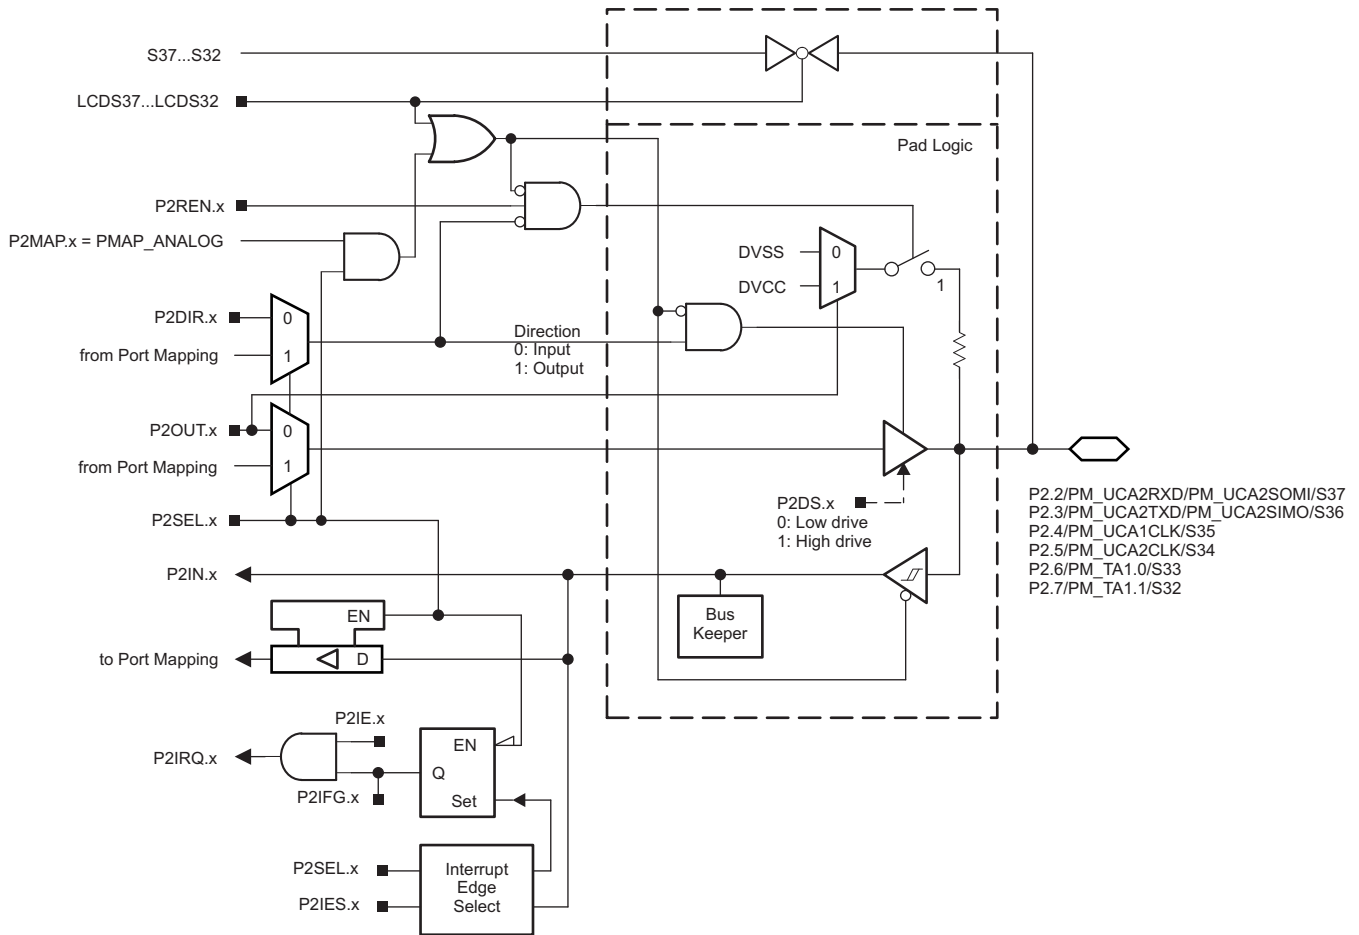 S37...S32
LCDS37...LCDS32
Pad Logic
P2REN.x
P2MAP.x = PMAP_ANALOG
DVSS
0
DVCC
1
1
P2DIR.x
0
from Port Mapping
1
Direction
0: Input
1: Output
P2OUT.x
0
from Port Mapping
1
P2SEL.x
P2DS.x
0: Low drive
1: High drive
P2.2/PM_UCA2RXD/PM_UCA2SOMI/S37
P2.3/PM_UCA2TXD/PM_UCA2SIMO/S36
P2.4/PM_UCA1CLK/S35
P2.5/PM_UCA2CLK/S34
P2.6/PM_TA1.0/S33
P2.7/PM_TA1.1/S32
P2IN.x
Bus
Keeper
EN
to Port Mapping
D
P2IE.x
P2IRQ.x
EN
Q
P2IFG.x
Set
P2SEL.x
P2IES.x
Interrupt
Edge
Select